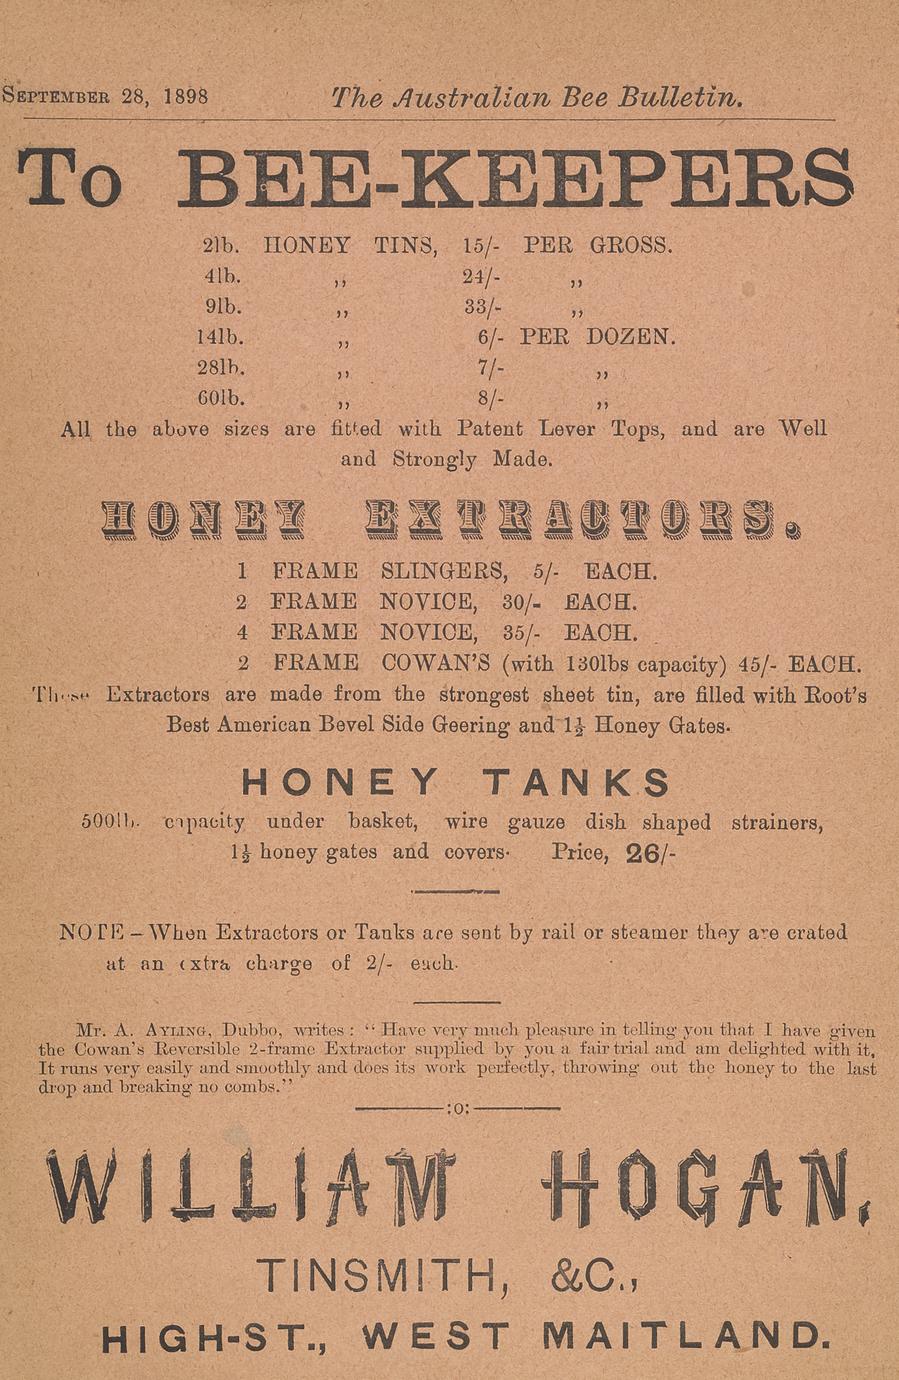 September 28, 1898 The Australian Bee Bulletin.
To BEE-KEEPERS
2lb. HONEY TINS, 15/- PER GROSS.
4lb. ,, 24/- ,,
9lb. ,, 33/- ,,
14lb. ,, 6/- PER DOZEN.
28lb. ,, 7/- ,,
60lb. ,, 8/- ,,
All the above sizes are fitted with Patent Lever Tops, and are Well
and Strongly Made.
HONEY EXTRACTORS.
1 FRAME SLINGERS, 5/- EACH.
2 FRAME NOVICE, 30/- EACH.
4 FRAME NOVICE, 35/- EACH.
2 FRAME COWAN'S (with 130lbs capacity) 45/- EACH.
These Extractors are made from the strongest sheet tin, are filled with Root's
Best American Bevel Side Geering and 1½ Honey Gates.
HONEY TANKS
500lb. capacity under basket, wire gauze dish shaped strainers,
1½ honey gates and covers. Price, 26/-
NOTE – When Extractors or Tanks are sent by rail or steamer they are crated
at an extra charge of 2/- each.
Mr. A. Ayling, Dubbo, writes : “ Have very much pleasure in telling you that I have given
the Cowan's Reversible 2-frame Extractor supplied by you a fair trial and am delighted with it,
It runs very easily and smoothly and does its work perfectly, throwing out the honey to the last
drop and breaking no combs.”
:o:
WILLIAM HOGAN,
TINSMITH, &C.,
HIGH-ST., WEST MAITLAND.